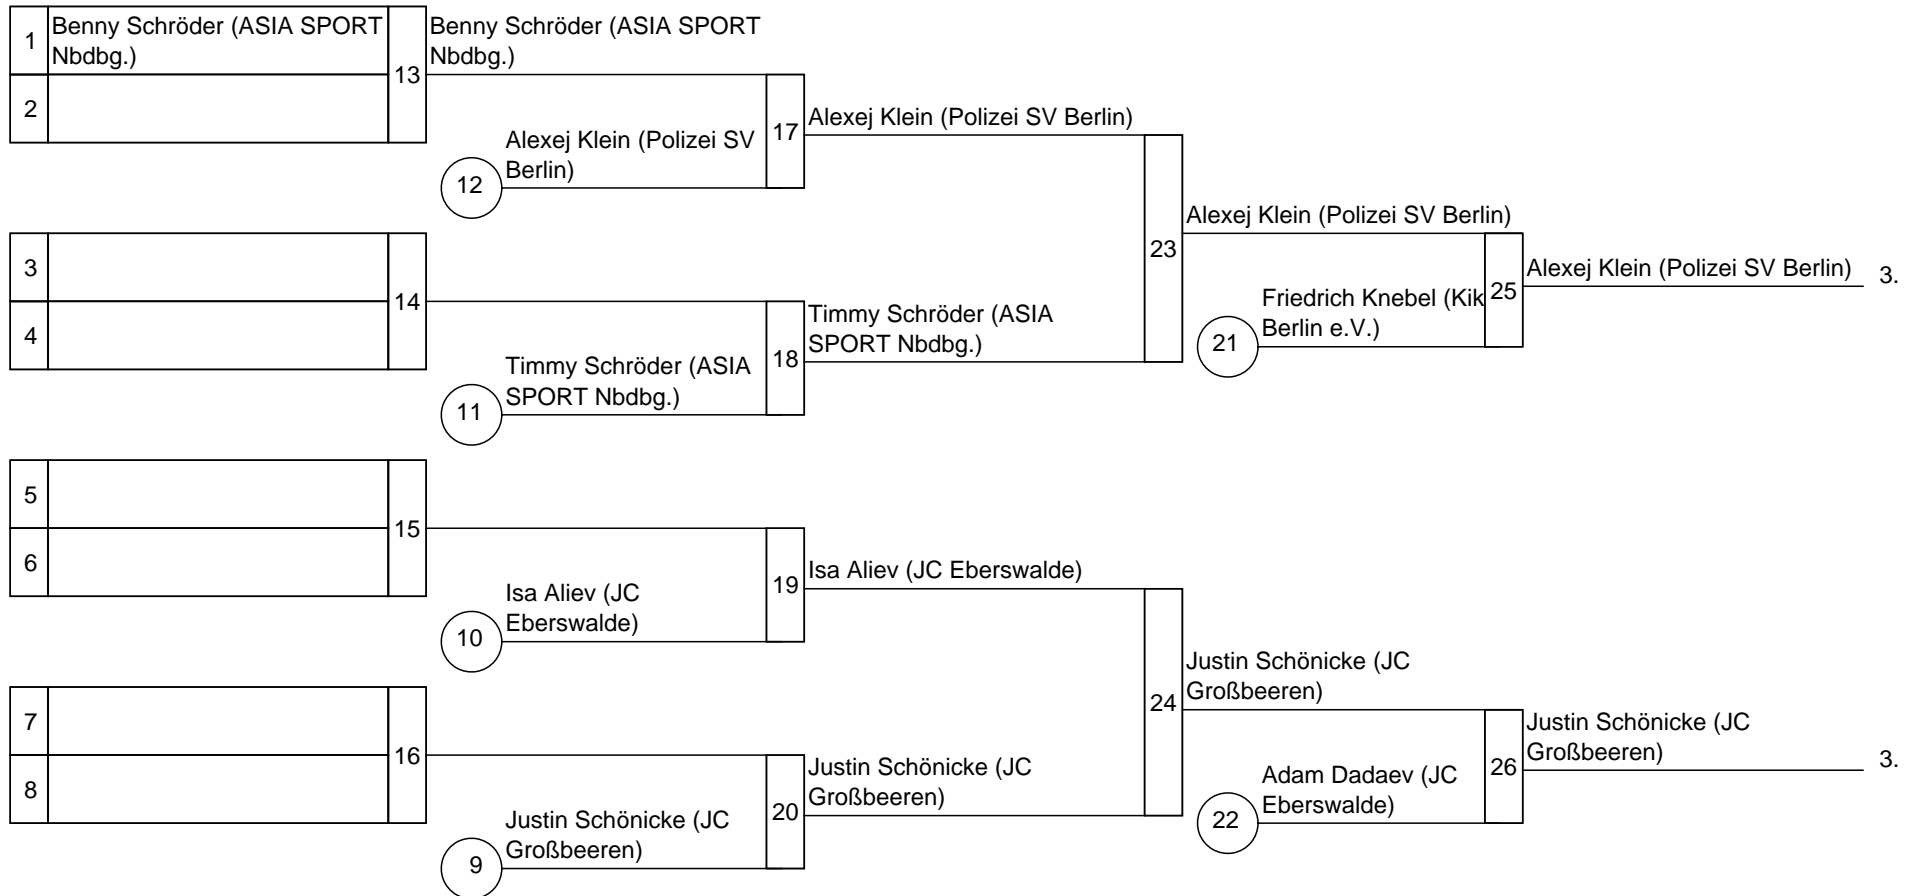 1
Benny Schröder (ASIA SPORT
Nbdbg.)
13
Benny Schröder (ASIA SPORT
Nbdbg.)
2
Alexej Klein (Polizei SV
Berlin)
12
17
Alexej Klein (Polizei SV Berlin)
3
14
4
Timmy Schröder (ASIA
SPORT Nbdbg.)
11
18
Timmy Schröder (ASIA
SPORT Nbdbg.)
23
Alexej Klein (Polizei SV Berlin)
Friedrich Knebel (Kik
Berlin e.V.)
21
25
Alexej Klein (Polizei SV Berlin)
3.
5
15
6
Isa Aliev (JC
Eberswalde)
10
19
Isa Aliev (JC Eberswalde)
7
16
8
Justin Schönicke (JC
Großbeeren)
9
20
Justin Schönicke (JC
Großbeeren)
24
Justin Schönicke (JC
Großbeeren)
Adam Dadaev (JC
Eberswalde)
22
26
Justin Schönicke (JC
Großbeeren)
3.